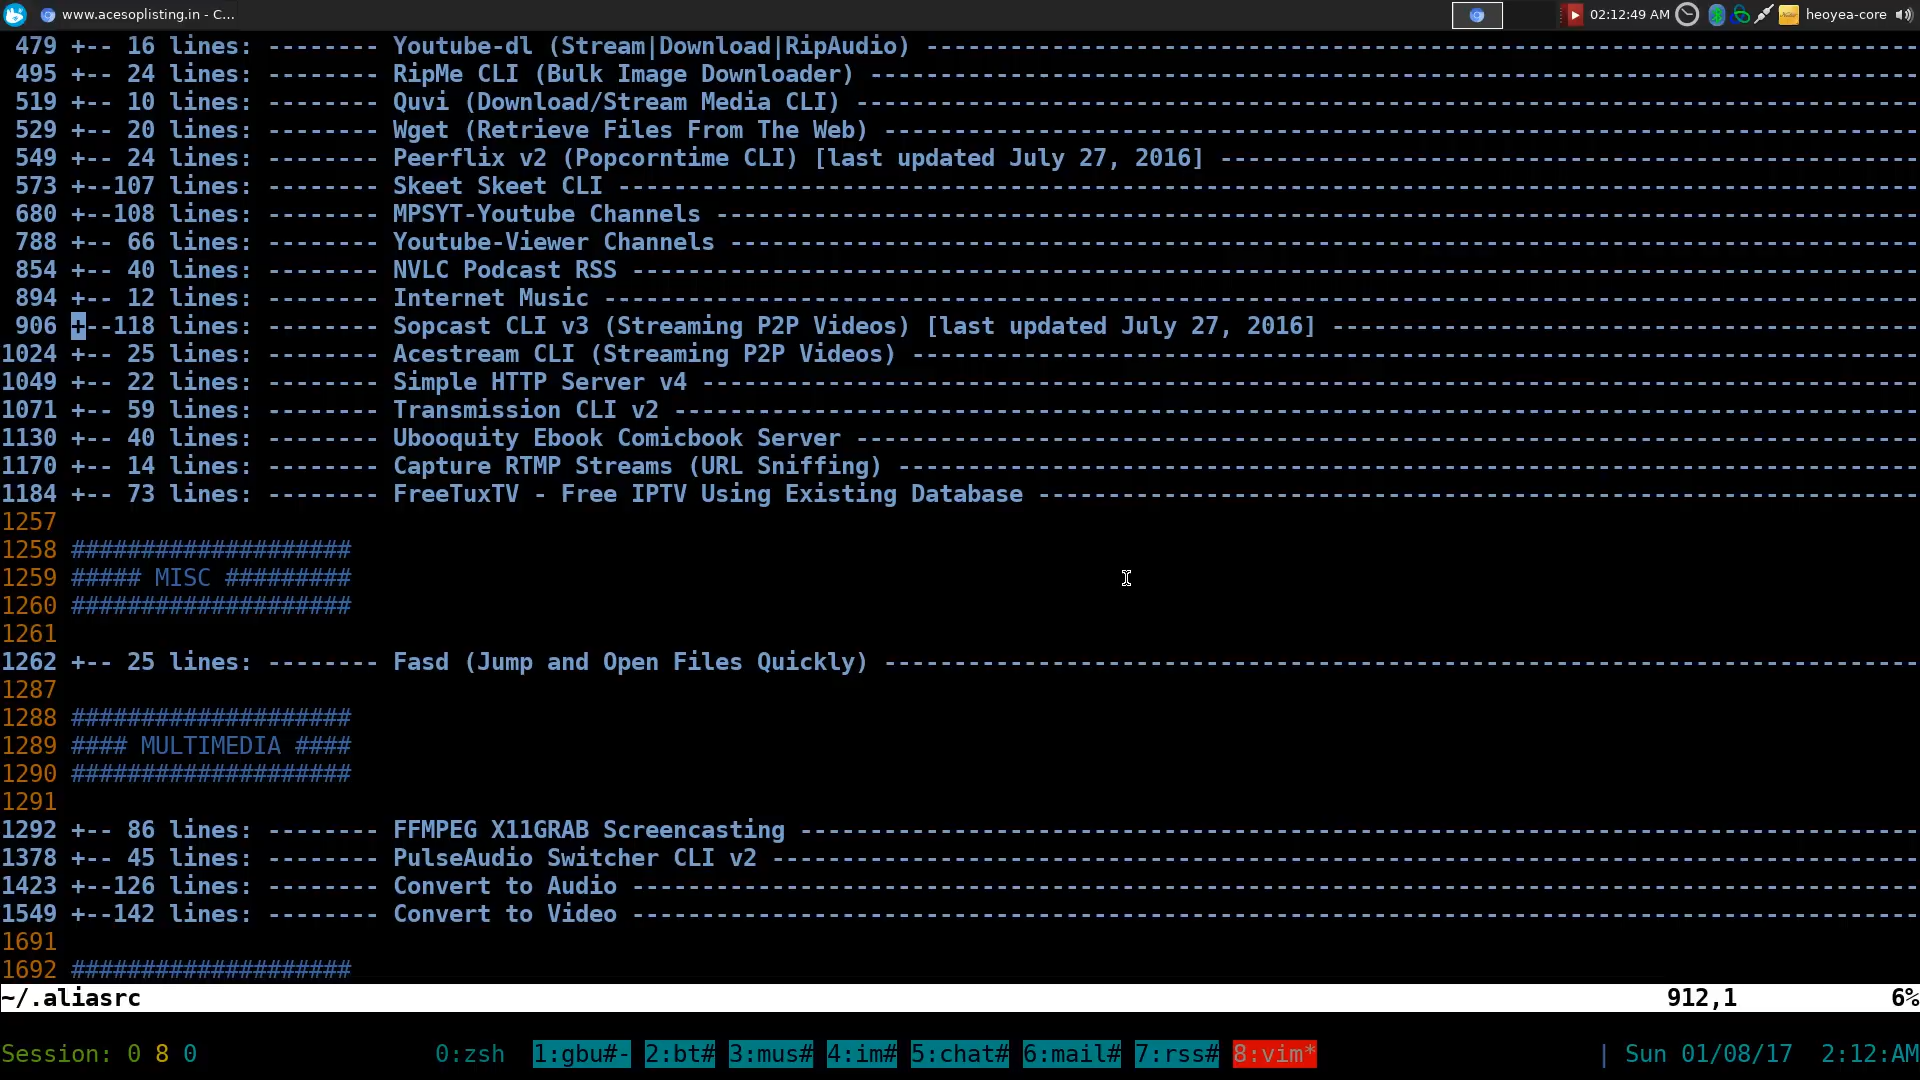 www.acesoplisting.in - C... 02:12:49 AM heoyea-core
479 +-- 16 lines: -------- Youtube-dl (Stream|Download|RipAudio) ------------------------------------------------------------------------
495 +-- 24 lines: -------- RipMe CLI (Bulk Image Downloader) ----------------------------------------------------------------------------
519 +-- 10 lines: -------- Quvi (Download/Stream Media CLI) -----------------------------------------------------------------------------
529 +-- 20 lines: -------- Wget (Retrieve Files From The Web) ---------------------------------------------------------------------------
549 +-- 24 lines: -------- Peerflix v2 (Popcorntime CLI) [last updated July 27, 2016] ---------------------------------------------------
573 +--107 lines: -------- Skeet Skeet CLI ----------------------------------------------------------------------------------------------
680 +--108 lines: -------- MPSYT-Youtube Channels ---------------------------------------------------------------------------------------
788 +-- 66 lines: -------- Youtube-Viewer Channels --------------------------------------------------------------------------------------
854 +-- 40 lines: -------- NVLC Podcast RSS ---------------------------------------------------------------------------------------------
894 +-- 12 lines: -------- Internet Music -----------------------------------------------------------------------------------------------
906 +--118 lines: -------- Sopcast CLI v3 (Streaming P2P Videos) [last updated July 27, 2016] -------------------------------------------
1024 +-- 25 lines: -------- Acestream CLI (Streaming P2P Videos) -------------------------------------------------------------------------
1049 +-- 22 lines: -------- Simple HTTP Server v4 ----------------------------------------------------------------------------------------
1071 +-- 59 lines: -------- Transmission CLI v2 ------------------------------------------------------------------------------------------
1130 +-- 40 lines: -------- Ubooquity Ebook Comicbook Server -----------------------------------------------------------------------------
1170 +-- 14 lines: -------- Capture RTMP Streams (URL Sniffing) --------------------------------------------------------------------------
1184 +-- 73 lines: -------- FreeTuxTV - Free IPTV Using Existing Database ----------------------------------------------------------------
1257
1258 ####################
1259 ##### MISC #########
1260 ####################
1261
1262 +-- 25 lines: -------- Fasd (Jump and Open Files Quickly) ---------------------------------------------------------------------------
1287
1288 ####################
1289 #### MULTIMEDIA ####
1290 ####################
1291
1292 +-- 86 lines: -------- FFMPEG X11GRAB Screencasting ---------------------------------------------------------------------------------
1378 +-- 45 lines: -------- PulseAudio Switcher CLI v2 -----------------------------------------------------------------------------------
1423 +--126 lines: -------- Convert to Audio ---------------------------------------------------------------------------------------------
1549 +--142 lines: -------- Convert to Video ---------------------------------------------------------------------------------------------
1691
1692 ####################
~/.aliasrc 912,1 6%
Session: 0 8 0 0:zsh 1:gbu#- 2:bt# 3:mus# 4:im# 5:chat# 6:mail# 7:rss# 8:vim* | Sun 01/08/17 2:12:AM